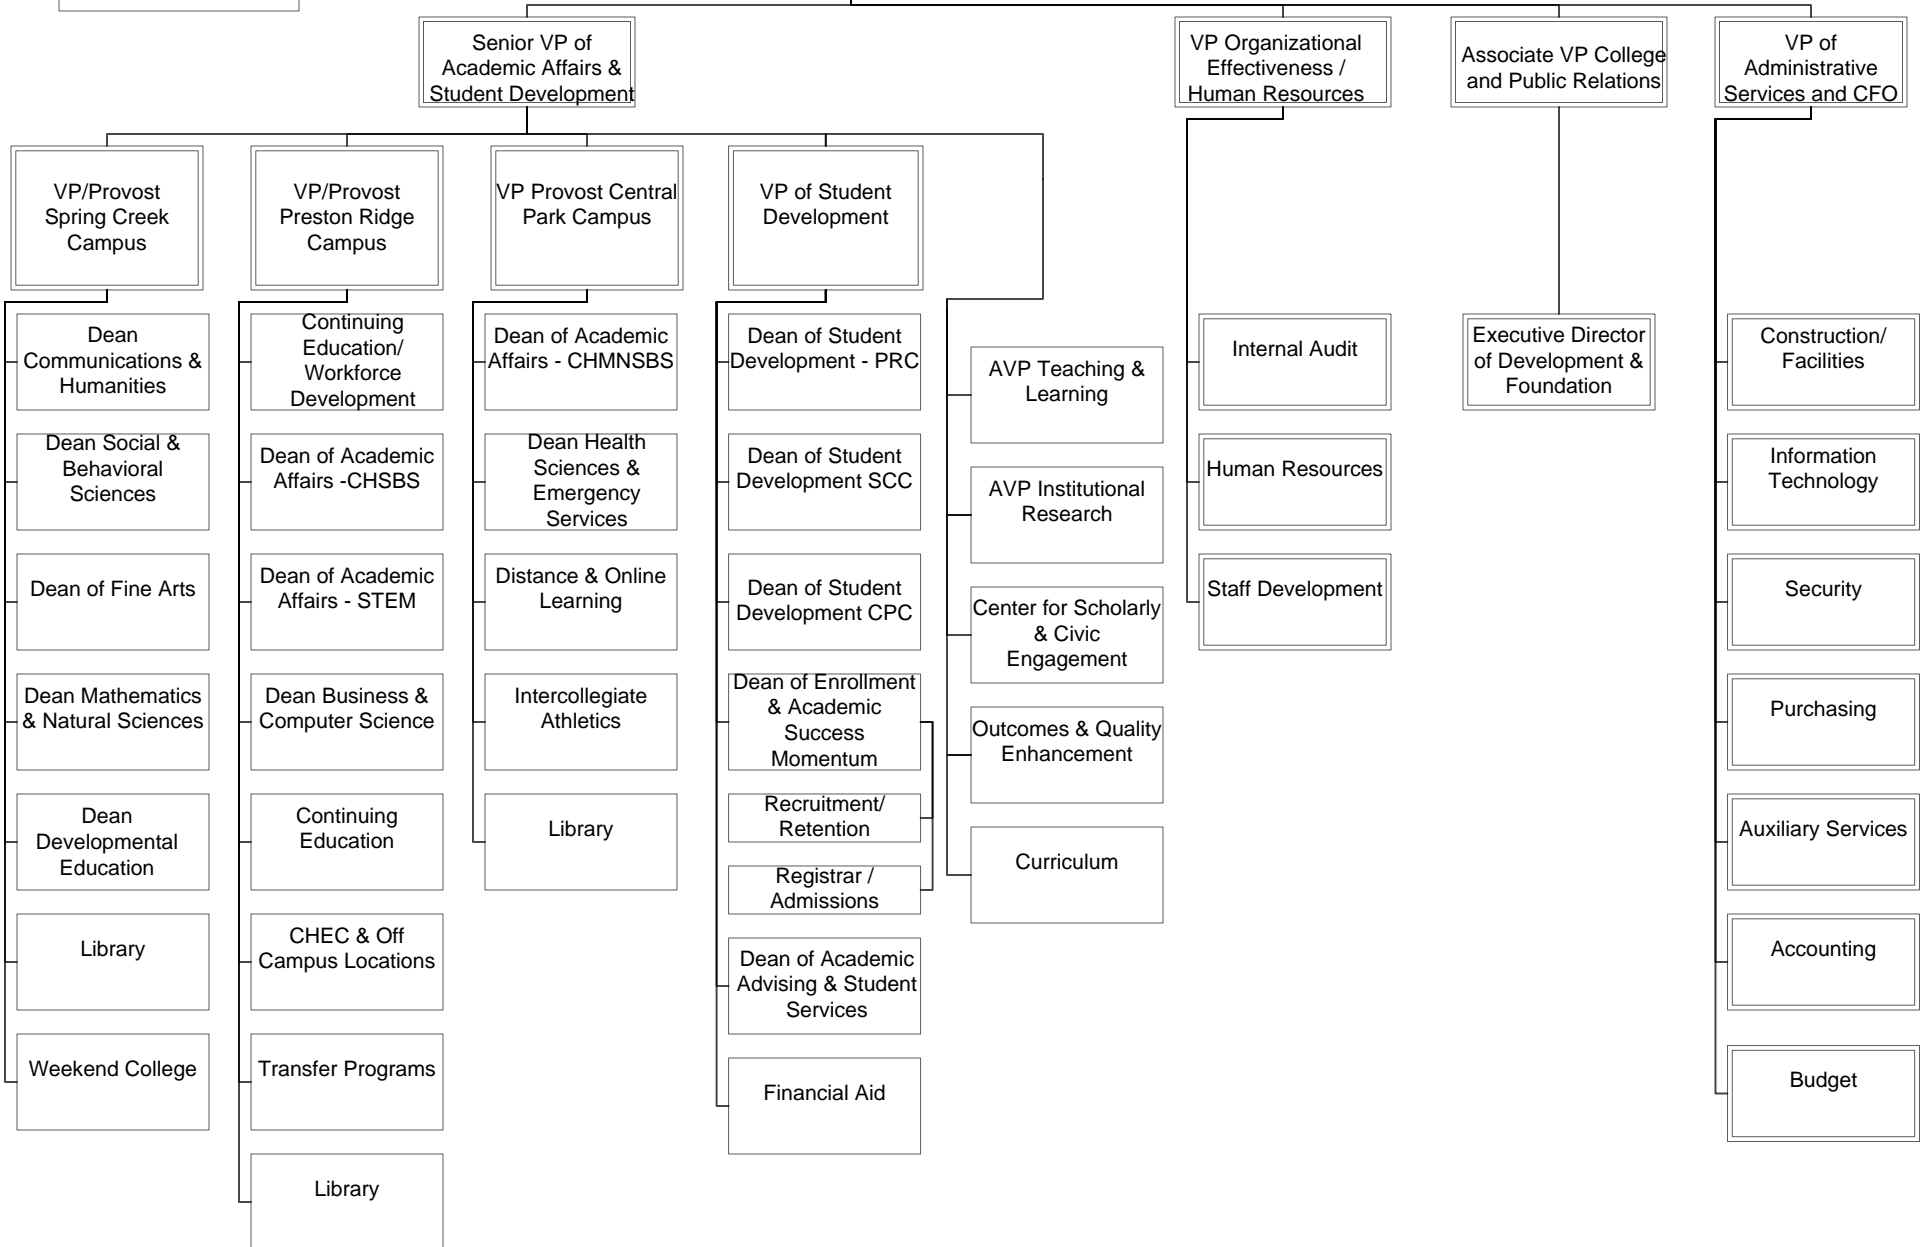 Senior VP of
Academic Affairs &
Student Development
VP Organizational
Effectiveness /
Human Resources
Associate VP College
and Public Relations
VP of
Administrative
Services and CFO
VP/Provost
Spring Creek
Campus
VP/Provost
Preston Ridge
Campus
VP Provost Central
Park Campus
VP of Student
Development
Dean
Communications &
Humanities
Dean Social &
Behavioral
Sciences
Dean of Fine Arts
Dean Mathematics
& Natural Sciences
Dean
Developmental
Education
Library
Weekend College
Continuing
Education/
Workforce
Development
Dean of Academic
Affairs -CHSBS
Dean of Academic
Affairs - STEM
Dean Business &
Computer Science
Continuing
Education
CHEC & Off
Campus Locations
Transfer Programs
Library
Dean of Academic
Affairs - CHMNSBS
Dean Health
Sciences &
Emergency
Services
Distance & Online
Learning
Intercollegiate
Athletics
Library
Dean of Student
Development - PRC
Dean of Student
Development SCC
Dean of Student
Development CPC
Dean of Enrollment
& Academic
Success
Momentum
Recruitment/
Retention
Registrar /
Admissions
Dean of Academic
Advising & Student
Services
Financial Aid
AVP Teaching &
Learning
AVP Institutional
Research
Center for Scholarly
& Civic
Engagement
Outcomes & Quality
Enhancement
Curriculum
Internal Audit
Human Resources
Staff Development
Executive Director
of Development &
Foundation
Construction/
Facilities
Information
Technology
Security
Purchasing
Auxiliary Services
Accounting
Budget